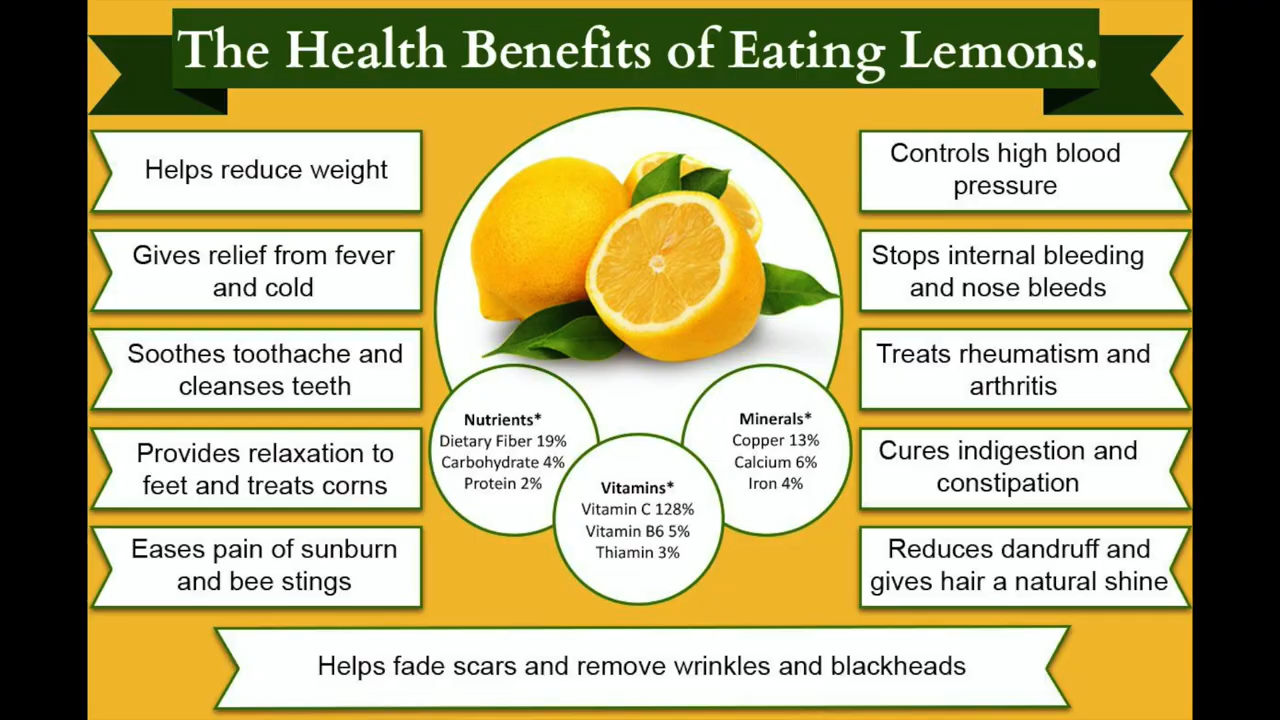 The Health Benefits of Eating Lemons.
Helps reduce weight
Gives relief from fever
and cold
Soothes toothache and
cleanses teeth
Provides relaxation to
feet and treats corns
Eases pain of sunburn
and bee stings
Nutrients*
Dietary Fiber 19%
Carbohydrate 4%
Protein 2%
Vitamins*
Vitamin C 128%
Vitamin B6 5%
Thiamin 3%
Minerals*
Copper 13%
Calcium 6%
Iron 4%
Controls high blood
pressure
Stops internal bleeding
and nose bleeds
Treats rheumatism and
arthritis
Cures indigestion and
constipation
Reduces dandruff and
gives hair a natural shine
Helps fade scars and remove wrinkles and blackheads